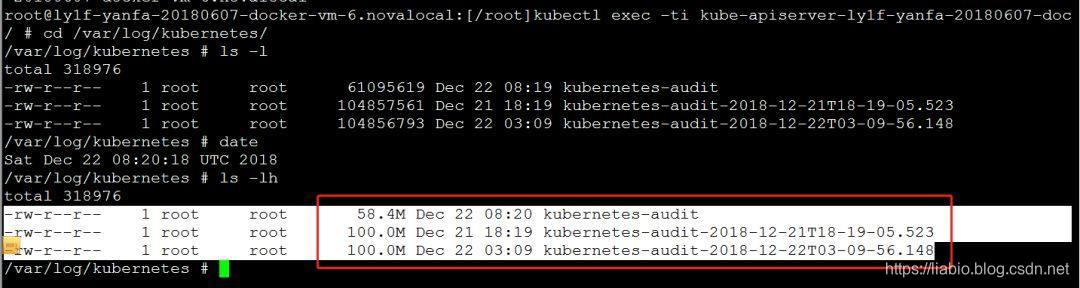 root@ly1f-yanfa-20180607-docker-vm-6.novalocal:[/root]kubectl exec -ti kube-apiserver-ly1f-yanfa-20180607-doc
/ # cd /var/log/kubernetes/
/var/log/kubernetes # ls -l
total 318976
-rw-r--r-- 1 root root 61095619 Dec 22 08:19 kubernetes-audit
-rw-r--r-- 1 root root 104857561 Dec 21 18:19 kubernetes-audit-2018-12-21T18-19-05.523
-rw-r--r-- 1 root root 104856793 Dec 22 03:09 kubernetes-audit-2018-12-22T03-09-56.148
/var/log/kubernetes # date
Sat Dec 22 08:20:18 UTC 2018
/var/log/kubernetes # ls -lh
total 318976
-rw-r--r-- 1 root root 58.4M Dec 22 08:20 kubernetes-audit
-rw-r--r-- 1 root root 100.0M Dec 21 18:19 kubernetes-audit-2018-12-21T18-19-05.523
-rw-r--r-- 1 root root 100.0M Dec 22 03:09 kubernetes-audit-2018-12-22T03-09-56.148
/var/log/kubernetes #
https://liabio.blog.csdn.net